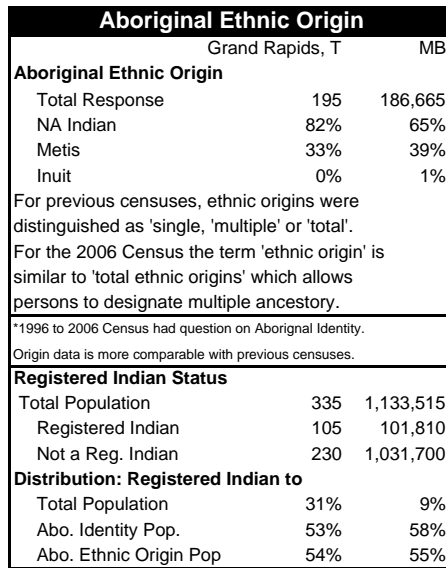 Aboriginal Ethnic Origin
Grand Rapids, T MB
Aboriginal Ethnic Origin
Total Response 195 186,665
NA Indian 82% 65%
Metis 33% 39%
Inuit 0% 1%
For previous censuses, ethnic origins were
distinguished as 'single, 'multiple' or 'total'.
For the 2006 Census the term 'ethnic origin' is
similar to 'total ethnic origins' which allows
persons to designate multiple ancestory.
*1996 to 2006 Census had question on Aborignal Identity.
Origin data is more comparable with previous censuses.
Registered Indian Status
Total Population 335 1,133,515
Registered Indian 105 101,810
Not a Reg. Indian 230 1,031,700
Distribution: Registered Indian to
Total Population 31% 9%
Abo. Identity Pop. 53% 58%
Abo. Ethnic Origin Pop 54% 55%